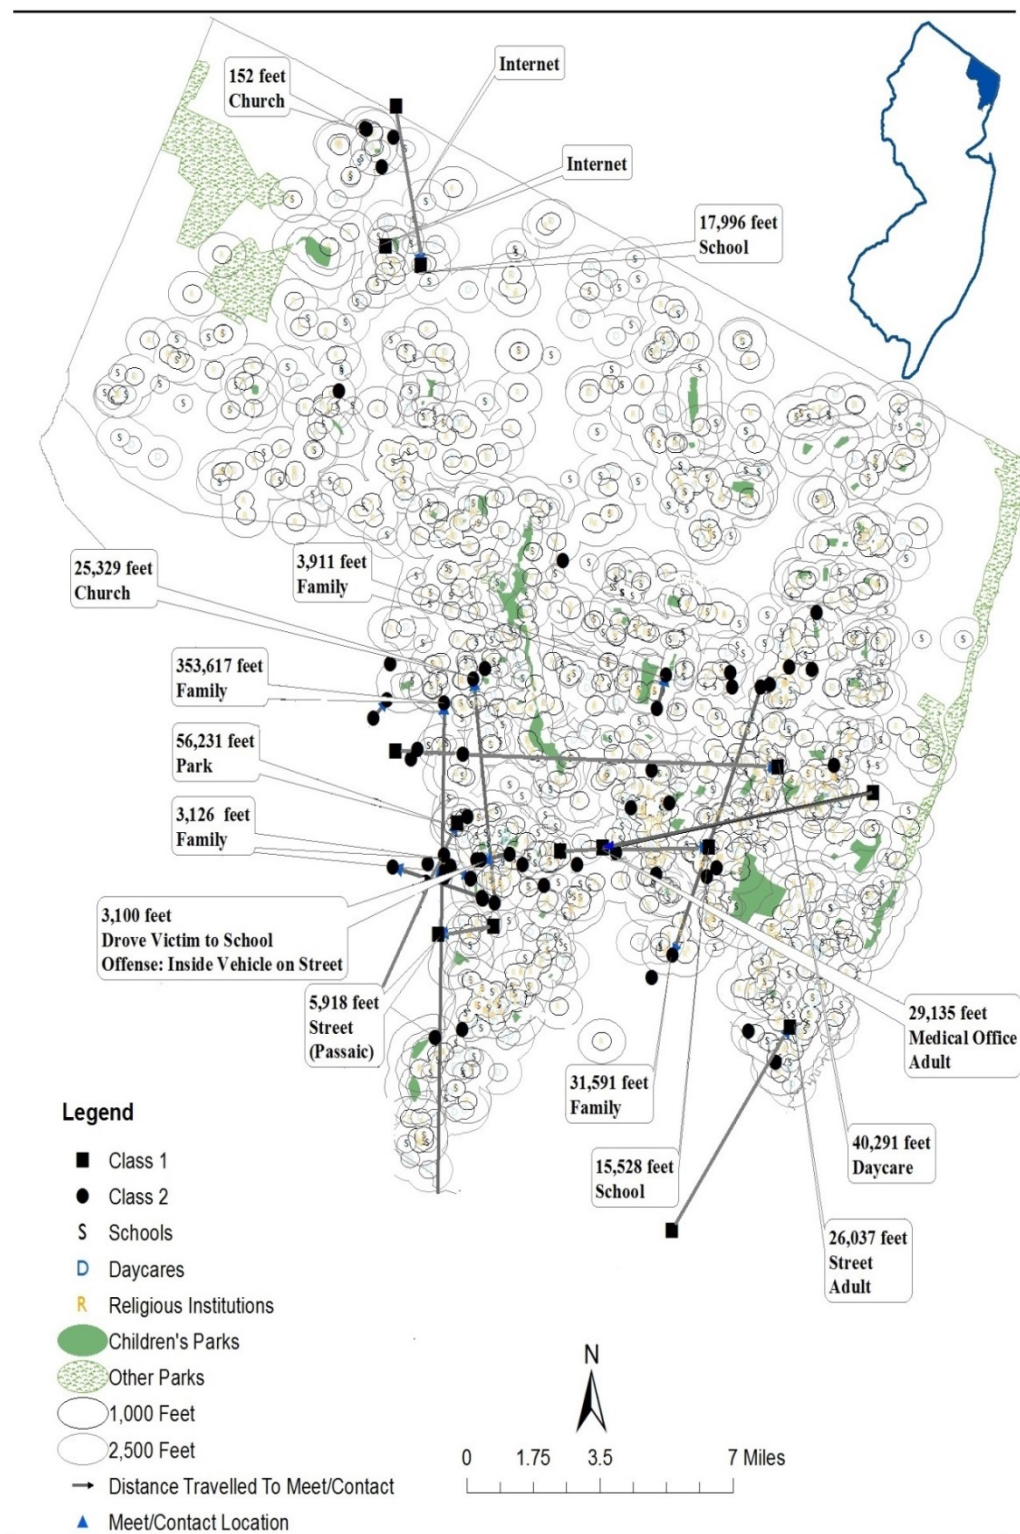 152 feet
Church
Internet
Internet
17,996 feet
School
25,329 feet
Church
3,911 feet
Family
353,617 feet
Family
56,231 feet
Park
3,126 feet
Family
3,100 feet
Drove Victim to School
Offense: Inside Vehicle on Street
5,918 feet
Street
(Passaic)
29,135 feet
Medical Office
Adult
31,591 feet
Family
40,291 feet
Daycare
15,528 feet
School
26,037 feet
Street
Adult
Legend
Class 1
Class 2
S Schools
D Daycares
R Religious Institutions
Children's Parks
Other Parks
1,000 Feet
2,500 Feet
Distance Travelled To Meet/Contact
Meet/Contact Location
N
0 1.75 3.5 7 Miles